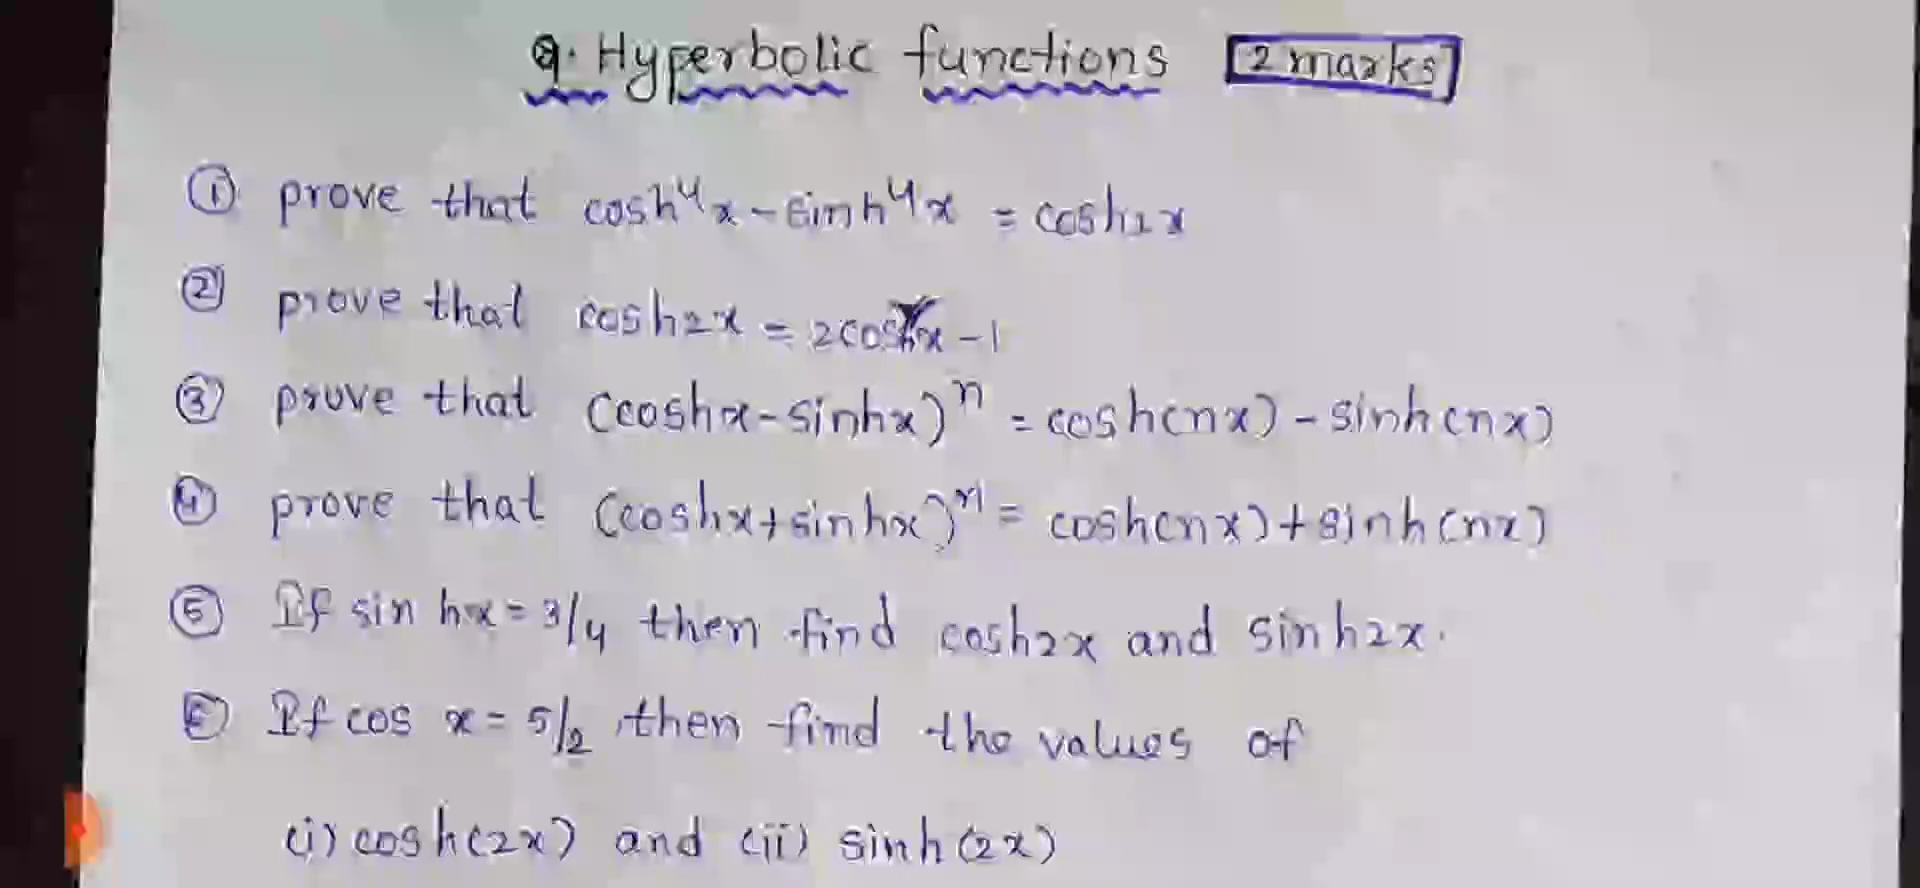 9. Hyperbolic functions 2 marks
① prove that cosh⁴x - sinh⁴x = cosh2x
② prove that cosh2x = 2cosh²x - 1
③ prove that (coshx - sinhx)ⁿ = cosh(nx) - sinh(nx)
④ prove that (coshx + sinhx)ⁿ = cosh(nx) + sinh(nx)
⑤ If sin hx = 3/4 then find cosh2x and sinh2x.
⑥ If cos x = 5/2 then find the values of
(i) cosh(2x) and (ii) sinh(2x)